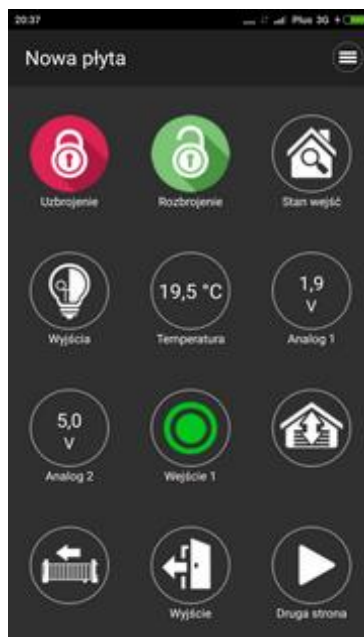 20:37
Plus 3G
Nowa płyta
Uzbrojenie
Rozbrojenie
Stan wejść
Wyjścia
19,5 °C
Temperatura
1,9
V
Analog 1
5,0
V
Analog 2
Wejście 1
Wyjście
Druga strona